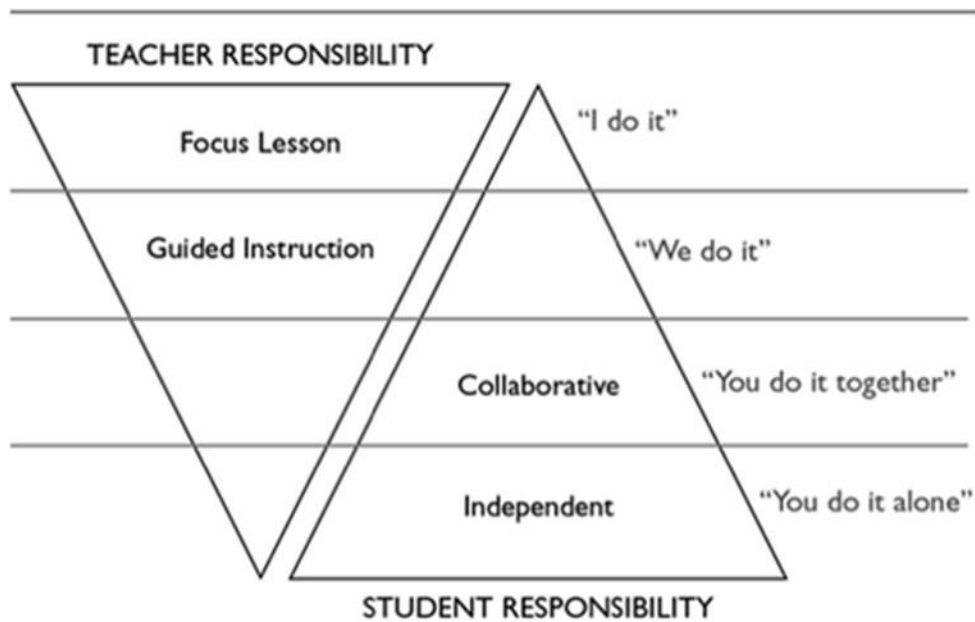 TEACHER RESPONSIBILITY
Focus Lesson
“I do it”
Guided Instruction
“We do it”
Collaborative
“You do it together”
Independent
“You do it alone”
STUDENT RESPONSIBILITY